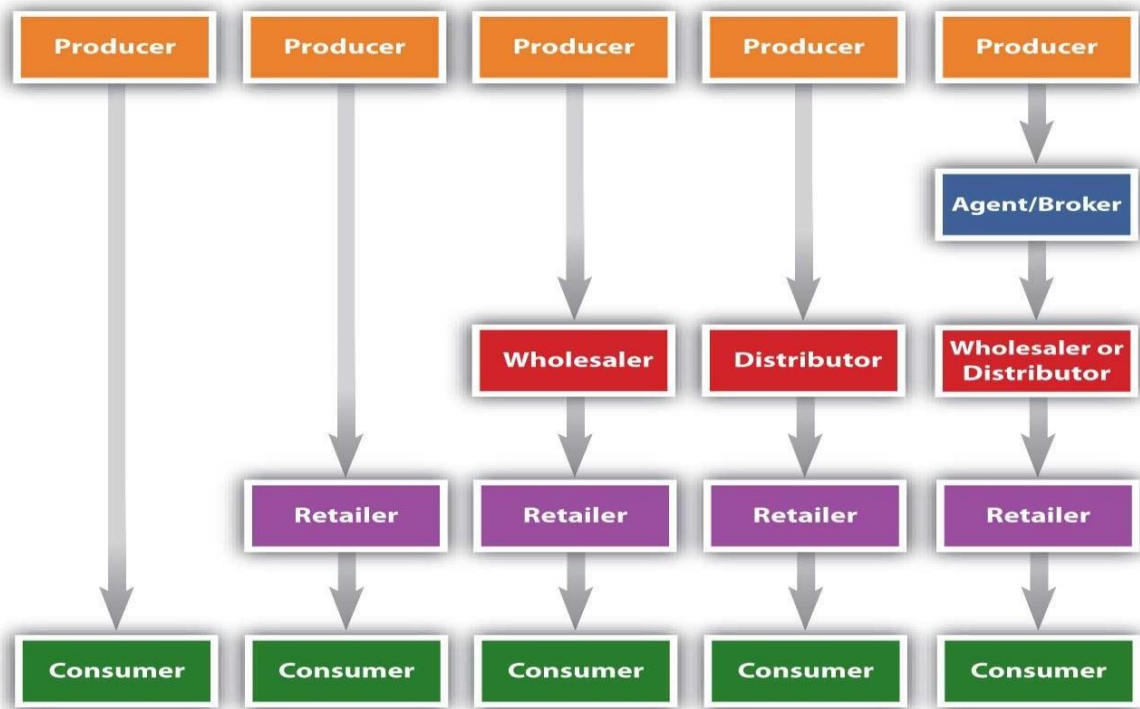 Producer
Producer
Producer
Producer
Producer
Agent/Broker
Wholesaler
Distributor
Wholesaler or
Distributor
Retailer
Retailer
Retailer
Retailer
Consumer
Consumer
Consumer
Consumer
Consumer